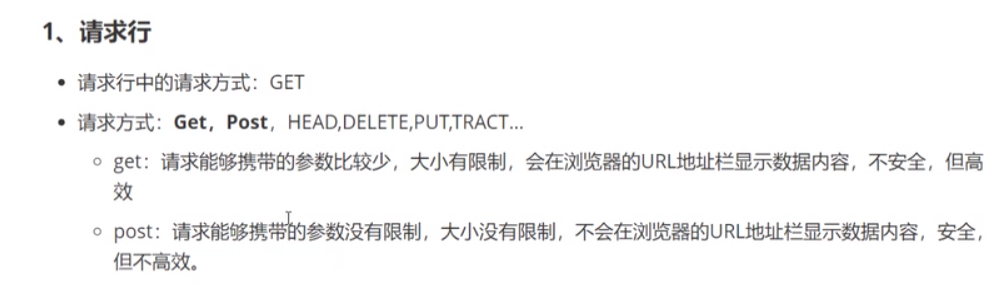 1、请求行
请求行中的请求方式：GET
请求方式：Get，Post，HEAD,DELETE,PUT,TRACT...
get：请求能够携带的参数比较少，大小有限制，会在浏览器的URL地址栏显示数据内容，不安全，但高
效
post：请求能够携带的参数没有限制，大小没有限制，不会在浏览器的URL地址栏显示数据内容，安全，
但不高效。